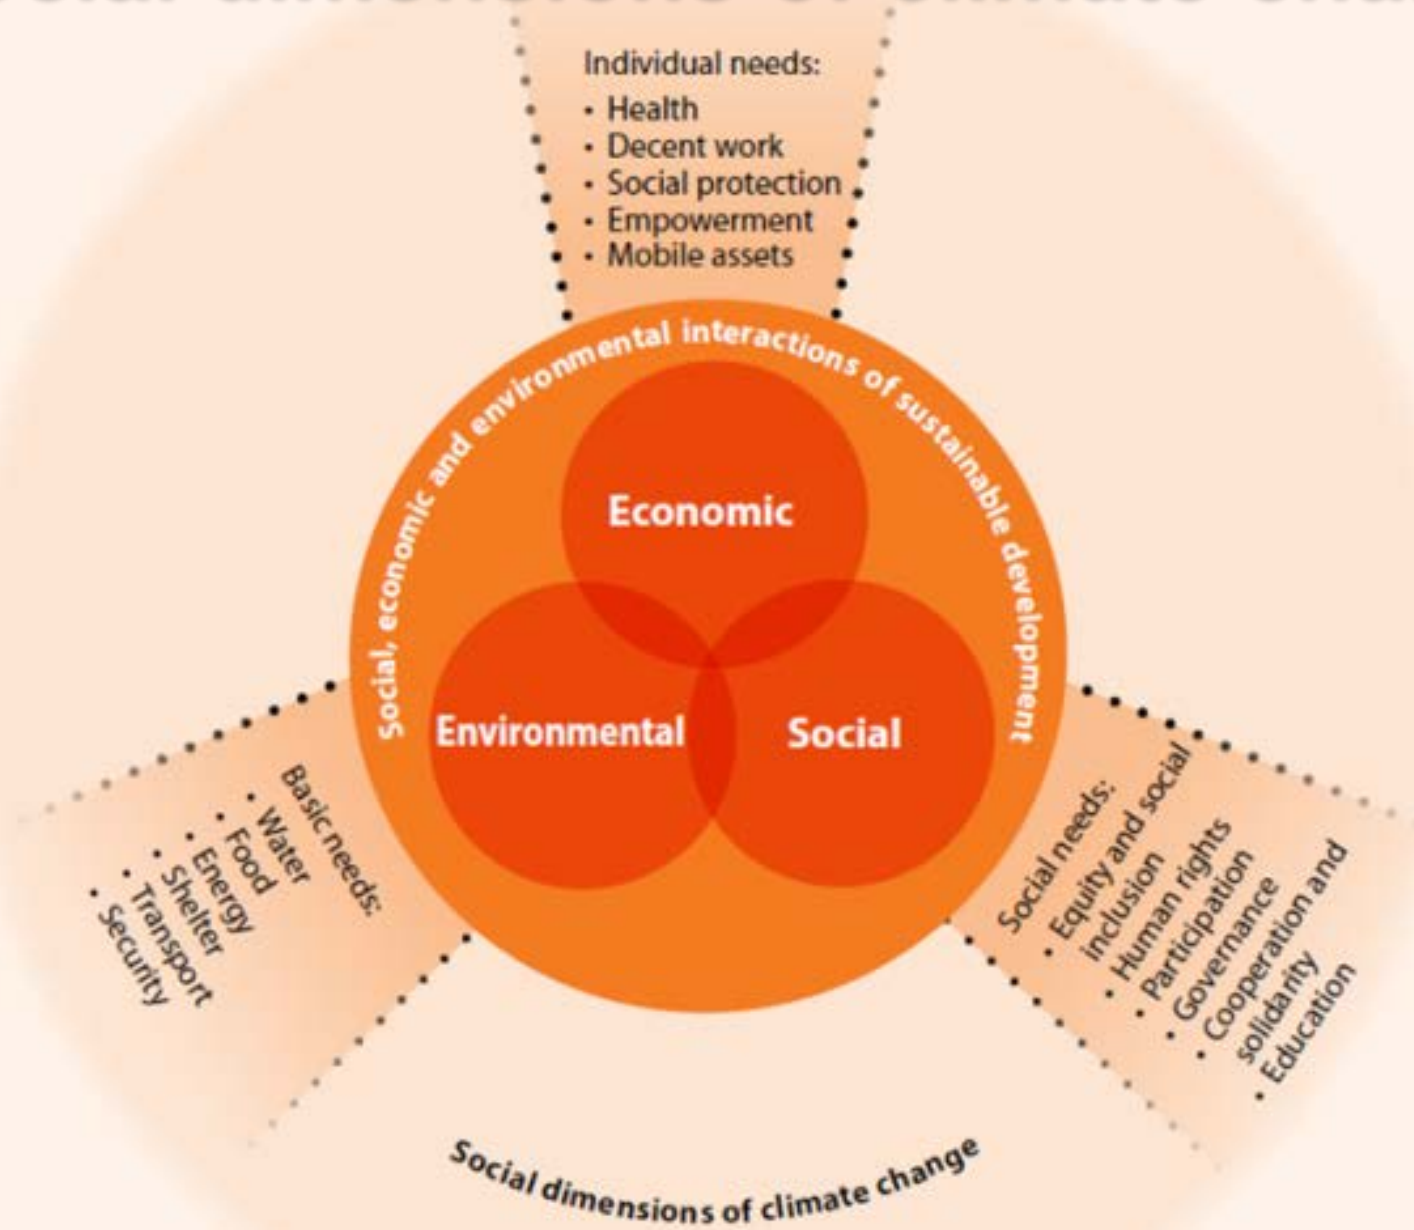 Individual needs:
• Health
• Decent work
• Social protection
• Empowerment
• Mobile assets
Social, economic and environmental interactions of sustainable development
Economic
Environmental
Social
Basic needs:
• Water
• Food
• Energy
• Shelter
• Transport
• Security
Social needs:
• Equity and social
inclusion
• Human rights
• Participation
• Governance
• Cooperation and
solidarity
• Education
Social dimensions of climate change